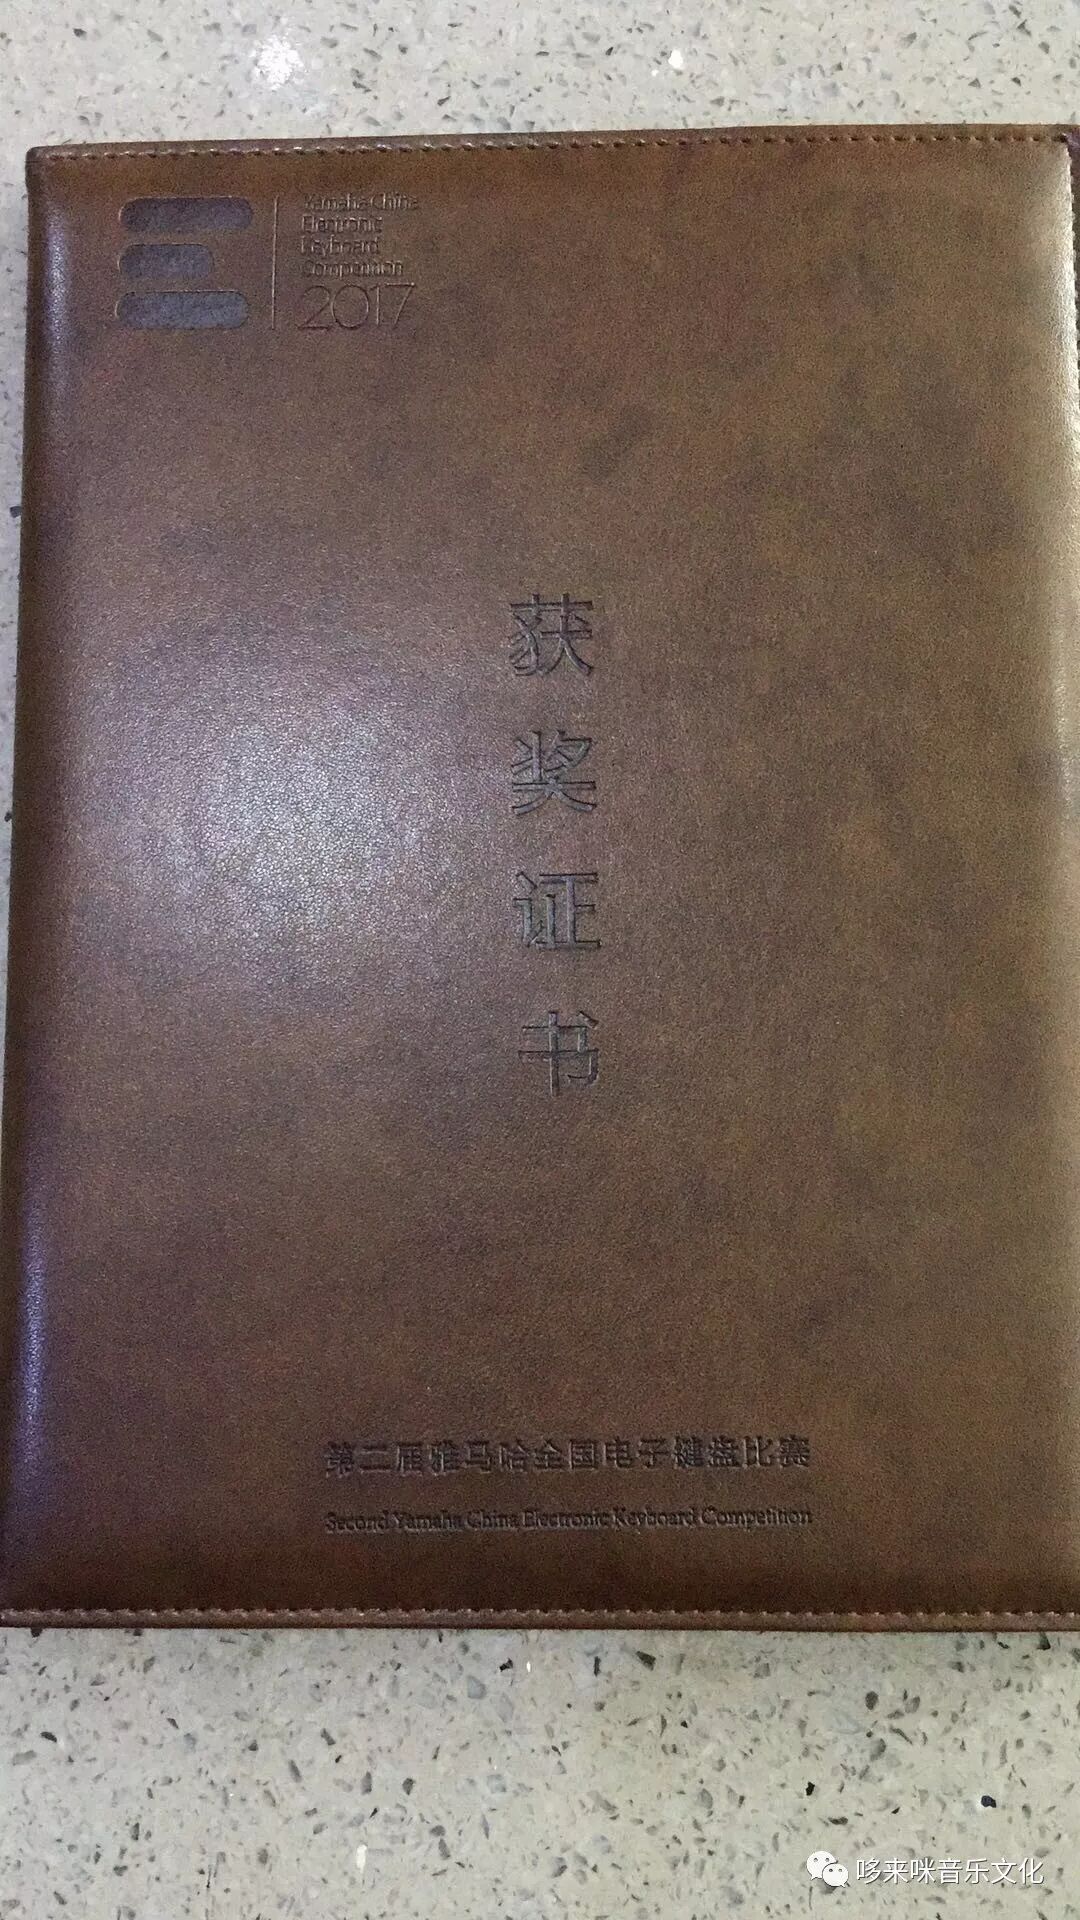 Yamaha China
Electronic
Keyboard
Competition
2017
获
奖
证
书
第二届雅马哈全国电子键盘比赛
Second Yamaha China Electronic Keyboard Competition
哆来咪音乐文化